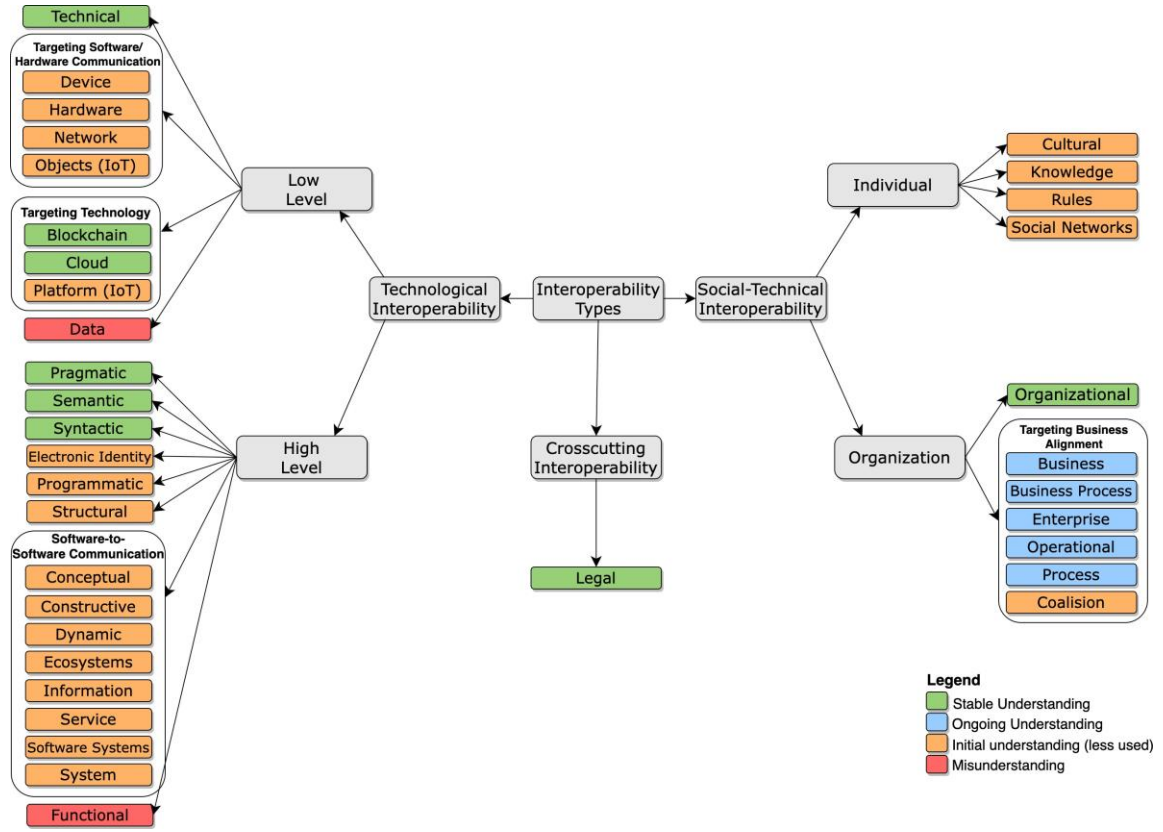 Technical
Targeting Software/
Hardware Communication
Device
Hardware
Network
Objects (IoT)
Targeting Technology
Blockchain
Cloud
Platform (IoT)
Data
Pragmatic
Semantic
Syntactic
Electronic Identity
Programmatic
Structural
Software-to-
Software Communication
Conceptual
Constructive
Dynamic
Ecosystems
Information
Service
Software Systems
System
Functional
Low
Level
High
Level
Technological
Interoperability
Interoperability
Types
Crosscutting
Interoperability
Legal
Social-Technical
Interoperability
Individual
Organization
Cultural
Knowledge
Rules
Social Networks
Organizational
Targeting Business
Alignment
Business
Business Process
Enterprise
Operational
Process
Coalision
Legend
Stable Understanding
Ongoing Understanding
Initial understanding (less used)
Misunderstanding